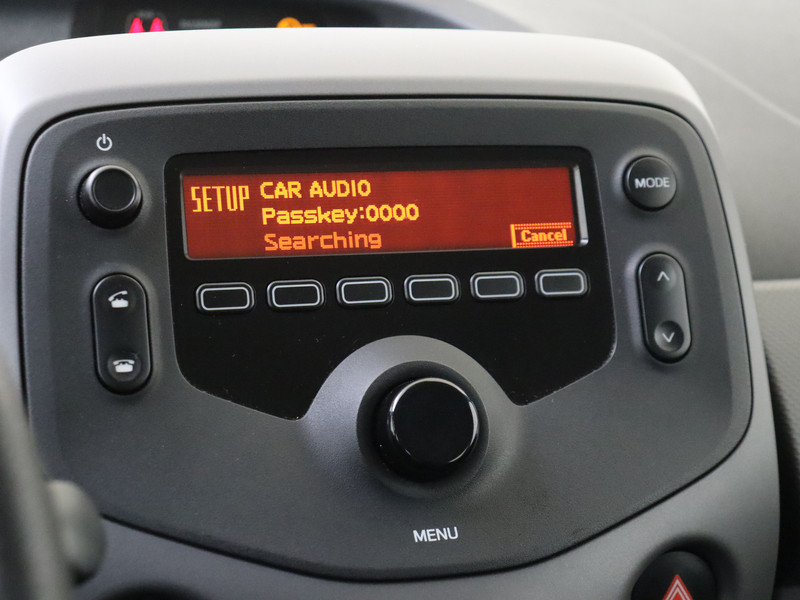 SETUP CAR AUDIO
Passkey:0000
Searching
Cancel
MODE
MENU